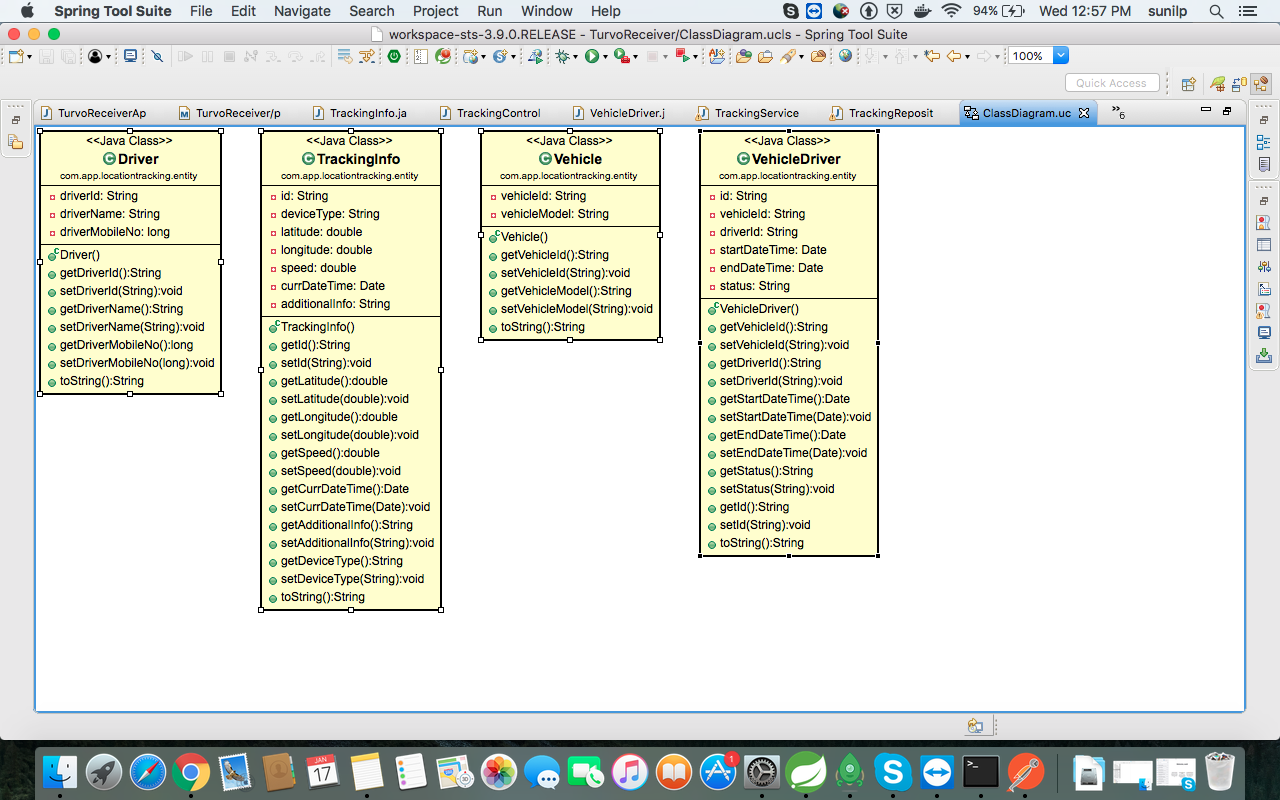 Spring Tool Suite File Edit Navigate Search Project Run Window Help 94% Wed 12:57 PM sunilp
workspace-sts-3.9.0.RELEASE - TurvoReceiver/ClassDiagram.ucls - Spring Tool Suite
100%
Quick Access
TurvoReceiverAp TurvoReceiver/p TrackingInfo.ja TrackingControl VehicleDriver.j TrackingService TrackingReposit ClassDiagram.uc »6
<<Java Class>>
Driver
com.app.locationtracking.entity
driverId: String
driverName: String
driverMobileNo: long
Driver()
getDriverId():String
setDriverId(String):void
getDriverName():String
setDriverName(String):void
getDriverMobileNo():long
setDriverMobileNo(long):void
toString():String
<<Java Class>>
TrackingInfo
com.app.locationtracking.entity
id: String
deviceType: String
latitude: double
longitude: double
speed: double
currDateTime: Date
additionalInfo: String
TrackingInfo()
getId():String
setId(String):void
getLatitude():double
setLatitude(double):void
getLongitude():double
setLongitude(double):void
getSpeed():double
setSpeed(double):void
getCurrDateTime():Date
setCurrDateTime(Date):void
getAdditionalInfo():String
setAdditionalInfo(String):void
getDeviceType():String
setDeviceType(String):void
toString():String
<<Java Class>>
Vehicle
com.app.locationtracking.entity
vehicleId: String
vehicleModel: String
Vehicle()
getVehicleId():String
setVehicleId(String):void
getVehicleModel():String
setVehicleModel(String):void
toString():String
<<Java Class>>
VehicleDriver
com.app.locationtracking.entity
id: String
vehicleId: String
driverId: String
startDateTime: Date
endDateTime: Date
status: String
VehicleDriver()
getVehicleId():String
setVehicleId(String):void
getDriverId():String
setDriverId(String):void
getStartDateTime():Date
setStartDateTime(Date):void
getEndDateTime():Date
setEndDateTime(Date):void
getStatus():String
setStatus(String):void
getId():String
setId(String):void
toString():String
JAN
17
1